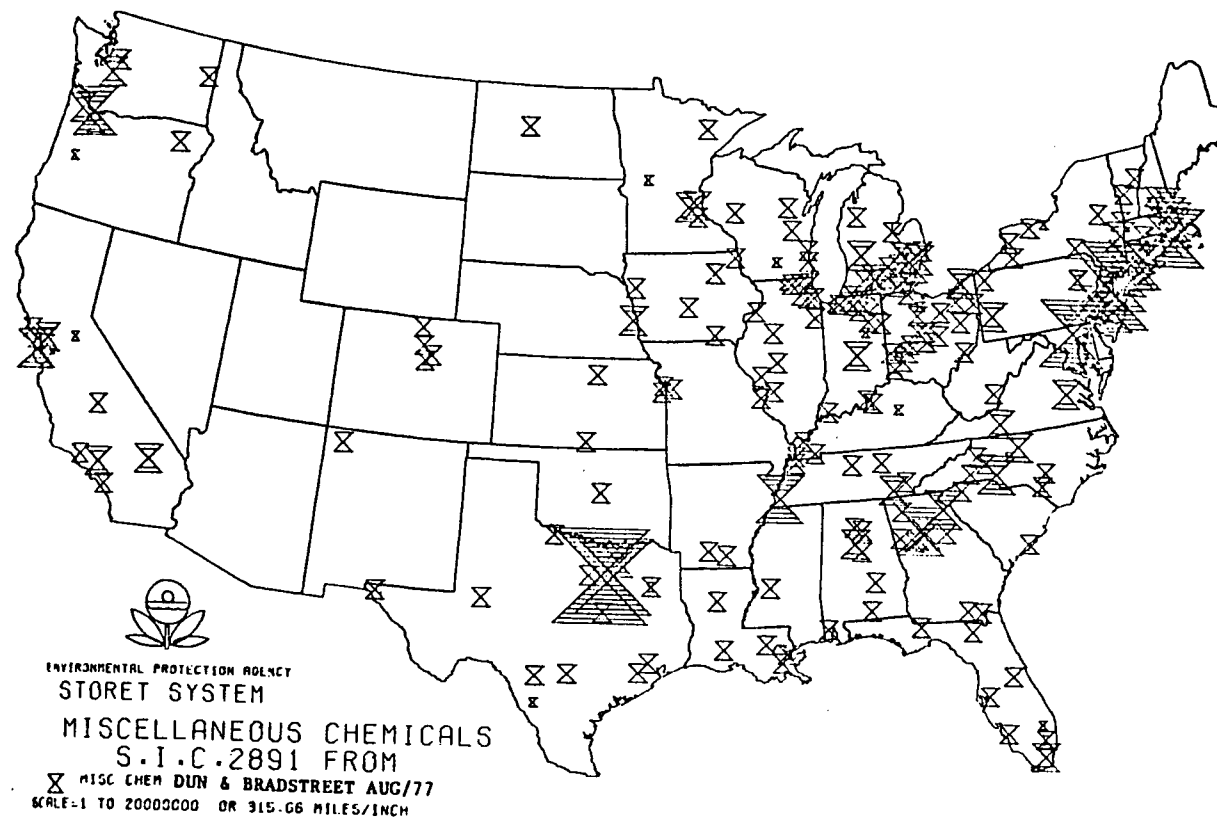 ENVIRONMENTAL PROTECTION AGENCY
STORET SYSTEM
MISCELLANEOUS CHEMICALS
S.I.C.2891 FROM
MISC CHEM DUN & BRADSTREET AUG/77
SCALE=1 TO 20000000 OR 315.66 MILES/INCH